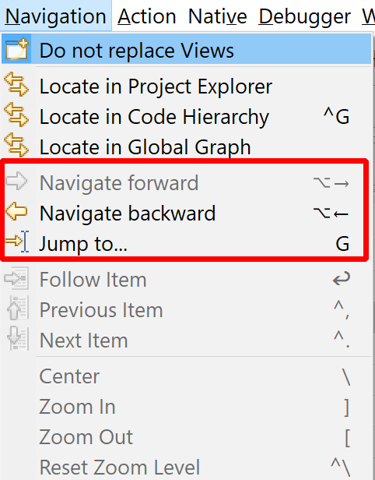 Navigation Action Native Debugger
Do not replace Views
Locate in Project Explorer
Locate in Code Hierarchy ^G
Locate in Global Graph
Navigate forward ⌥→
Navigate backward ⌥←
Jump to... G
Follow Item ↩
Previous Item ^,
Next Item ^.
Center \
Zoom In ]
Zoom Out [
Reset Zoom Level ^\